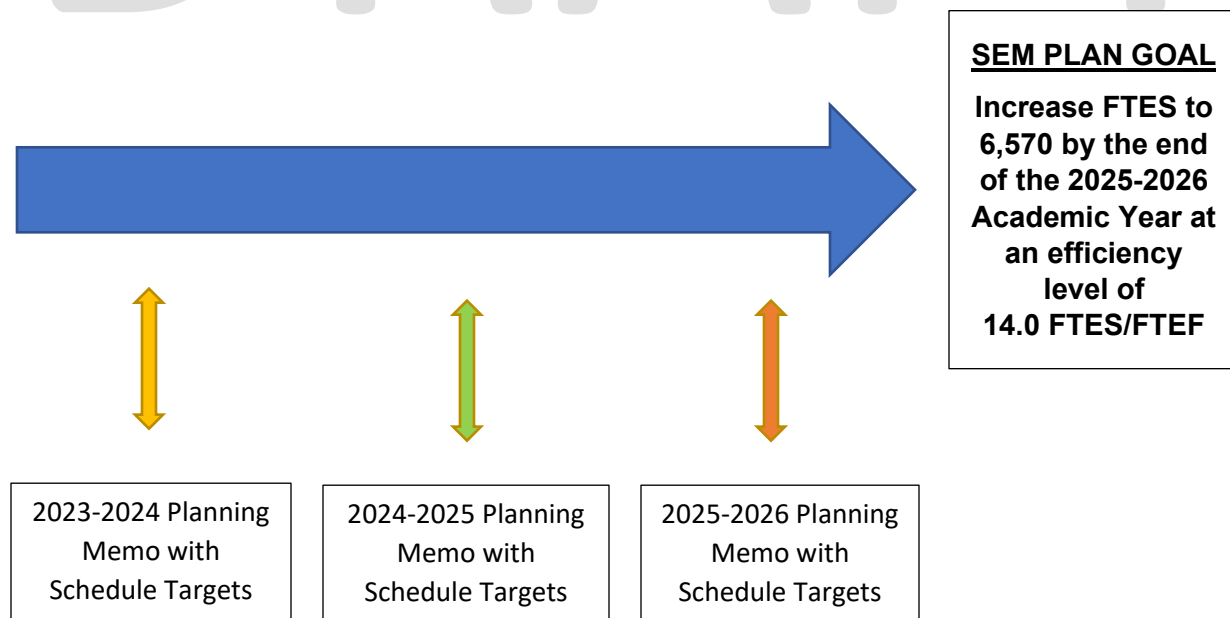 SEM PLAN GOAL
Increase FTES to
6,570 by the end
of the 2025-2026
Academic Year at
an efficiency
level of
14.0 FTES/FTEF
2023-2024 Planning
Memo with
Schedule Targets
2024-2025 Planning
Memo with
Schedule Targets
2025-2026 Planning
Memo with
Schedule Targets